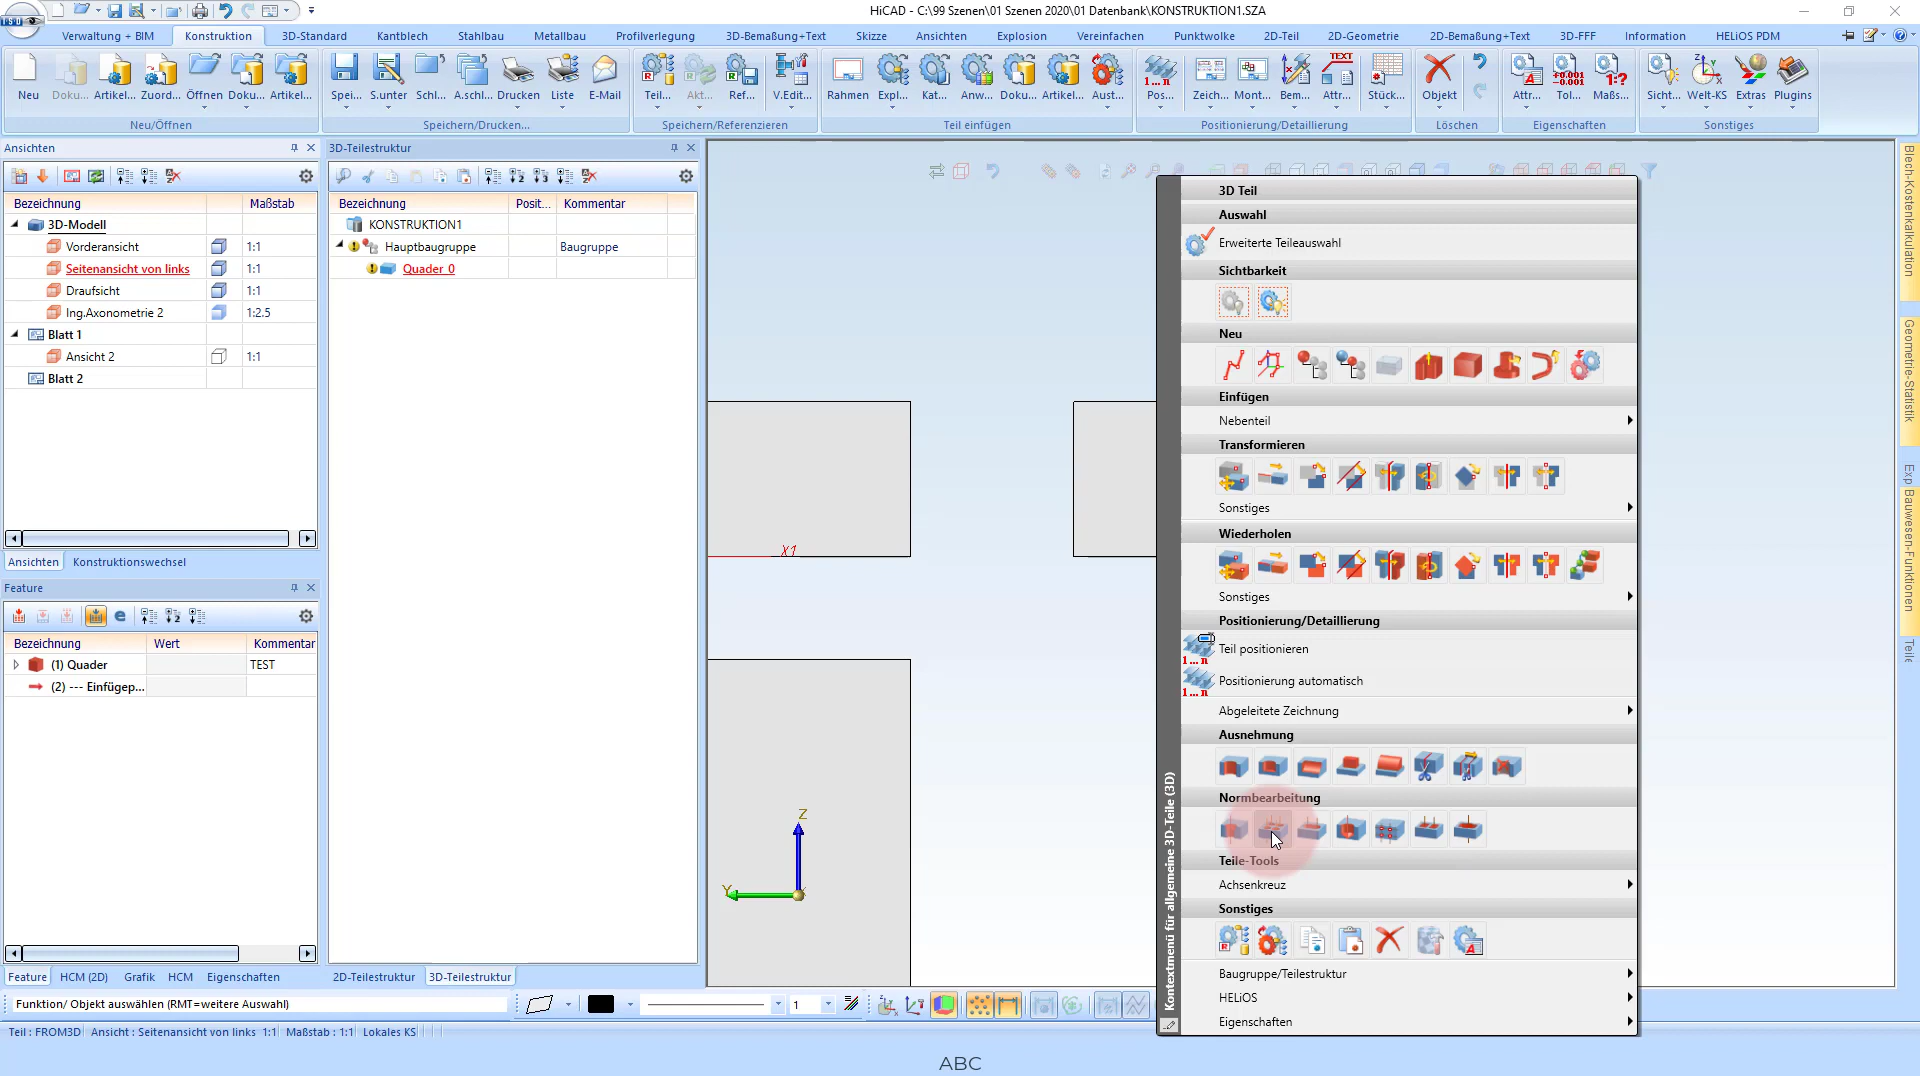 HiCAD - C:\99 Szenen\01 Szenen 2020\01 Datenbank\KONSTRUKTION1.SZA
ISD
Verwaltung + BIM
Konstruktion
3D-Standard
Kantblech
Stahlbau
Metallbau
Profilverlegung
3D-Bemaßung+Text
Skizze
Ansichten
Explosion
Vereinfachen
Punktwolke
2D-Teil
2D-Geometrie
2D-Bemaßung+Text
3D-FFF
Information
HELiOS PDM
Neu
Doku...
Artikel...
Zuord...
Öffnen
Doku...
Artikel...
Spei...
S.unter
Schl...
A.schl...
Drucken
Liste
E-Mail
Teil...
Akt...
Ref...
V.Edit...
Rahmen
Expl...
Kat...
Anw...
Doku...
Artikel...
Aust...
Pos...
Zeich...
Mont...
Bem...
Attr...
Stück...
Objekt
Attr...
Tol...
Maßs...
Sicht...
Welt-KS
Extras
Plugins
Neu/Öffnen
Speichern/Drucken...
Speichern/Referenzieren
Teil einfügen
Positionierung/Detaillierung
Löschen
Eigenschaften
Sonstiges
Ansichten
Bezeichnung
Maßstab
3D-Modell
Vorderansicht
1:1
Seitenansicht von links
1:1
Draufsicht
1:1
Ing.Axonometrie 2
1:2.5
Blatt 1
Ansicht 2
1:1
Blatt 2
Ansichten
Konstruktionswechsel
Feature
Bezeichnung
Wert
Kommentar
(1) Quader
TEST
(2) --- Einfügep...
Feature
HCM (2D)
Grafik
HCM
Eigenschaften
3D-Teilestruktur
Bezeichnung
Posit...
Kommentar
KONSTRUKTION1
Hauptbaugruppe
Baugruppe
Quader_0
2D-Teilestruktur
3D-Teilestruktur
X1
Z
Y
Kontextmenü für allgemeine 3D-Teile (3D)
3D Teil
Auswahl
Erweiterte Teileauswahl
Sichtbarkeit
Neu
Einfügen
Nebenteil
Transformieren
Sonstiges
Wiederholen
Sonstiges
Positionierung/Detaillierung
Teil positionieren
Positionierung automatisch
Abgeleitete Zeichnung
Ausnehmung
Normbearbeitung
Teile-Tools
Achsenkreuz
Sonstiges
Baugruppe/Teilestruktur
HELiOS
Eigenschaften
Blech-Kostenkalkulation
Geometrie-Statistik
Exp
Bauwesen-Funktionen
Teile
Funktion/ Objekt auswählen (RMT=weitere Auswahl)
1
Teil : FROM3D
Ansicht : Seitenansicht von links
1:1
Maßstab : 1:1
Lokales KS
ABC